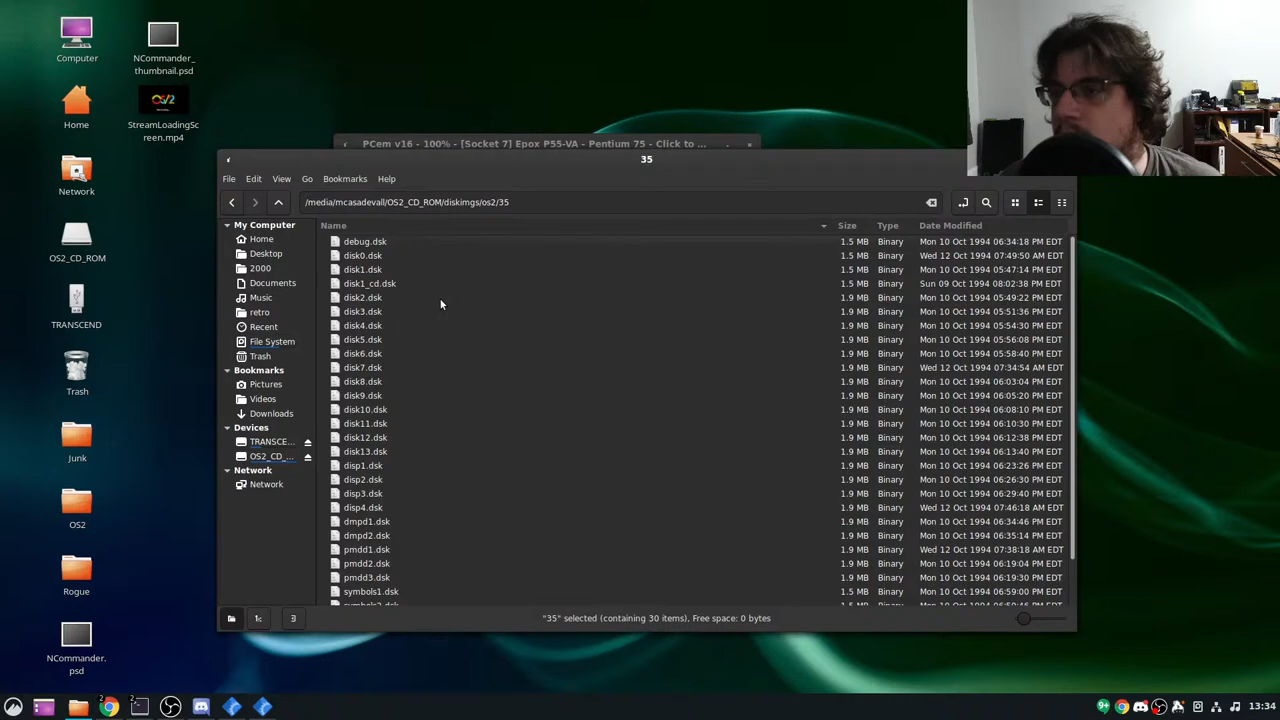 Computer
NCommander_
thumbnail.psd
Home
OS/2
StreamLoadingSc
reen.mp4
Network
OS2_CD_ROM
TRANSCEND
Trash
Junk
OS2
Rogue
NCommander.
psd
PCem v16 - 100% - [Socket 7] Epox P55-VA - Pentium 75 - Click to ...
35
File Edit View Go Bookmarks Help
/media/mcasadevall/OS2_CD_ROM/diskimgs/os2/35
My Computer
Home
Desktop
2000
Documents
Music
retro
Recent
File System
Trash
Bookmarks
Pictures
Videos
Downloads
Devices
TRANSCE...
OS2_CD_...
Network
Network
Name Size Type Date Modified
debug.dsk 1.5 MB Binary Mon 10 Oct 1994 06:34:18 PM EDT
disk0.dsk 1.5 MB Binary Wed 12 Oct 1994 07:49:50 AM EDT
disk1.dsk 1.5 MB Binary Mon 10 Oct 1994 05:47:14 PM EDT
disk1_cd.dsk 1.5 MB Binary Sun 09 Oct 1994 08:02:38 PM EDT
disk2.dsk 1.9 MB Binary Mon 10 Oct 1994 05:49:22 PM EDT
disk3.dsk 1.9 MB Binary Mon 10 Oct 1994 05:51:36 PM EDT
disk4.dsk 1.9 MB Binary Mon 10 Oct 1994 05:54:30 PM EDT
disk5.dsk 1.9 MB Binary Mon 10 Oct 1994 05:56:08 PM EDT
disk6.dsk 1.9 MB Binary Mon 10 Oct 1994 05:58:40 PM EDT
disk7.dsk 1.9 MB Binary Wed 12 Oct 1994 07:34:54 AM EDT
disk8.dsk 1.9 MB Binary Mon 10 Oct 1994 06:03:04 PM EDT
disk9.dsk 1.9 MB Binary Mon 10 Oct 1994 06:05:20 PM EDT
disk10.dsk 1.9 MB Binary Mon 10 Oct 1994 06:08:10 PM EDT
disk11.dsk 1.9 MB Binary Mon 10 Oct 1994 06:10:30 PM EDT
disk12.dsk 1.9 MB Binary Mon 10 Oct 1994 06:12:38 PM EDT
disk13.dsk 1.9 MB Binary Mon 10 Oct 1994 06:13:40 PM EDT
disp1.dsk 1.9 MB Binary Mon 10 Oct 1994 06:23:26 PM EDT
disp2.dsk 1.9 MB Binary Mon 10 Oct 1994 06:26:30 PM EDT
disp3.dsk 1.9 MB Binary Mon 10 Oct 1994 06:29:40 PM EDT
disp4.dsk 1.9 MB Binary Wed 12 Oct 1994 07:46:18 AM EDT
dmpd1.dsk 1.9 MB Binary Mon 10 Oct 1994 06:34:46 PM EDT
dmpd2.dsk 1.9 MB Binary Mon 10 Oct 1994 06:35:14 PM EDT
pmdd1.dsk 1.9 MB Binary Wed 12 Oct 1994 07:38:18 AM EDT
pmdd2.dsk 1.9 MB Binary Mon 10 Oct 1994 06:19:04 PM EDT
pmdd3.dsk 1.9 MB Binary Mon 10 Oct 1994 06:19:30 PM EDT
symbols1.dsk 1.5 MB Binary Mon 10 Oct 1994 06:59:00 PM EDT
"35" selected (containing 30 items), Free space: 0 bytes
2 2 9+ 13:34